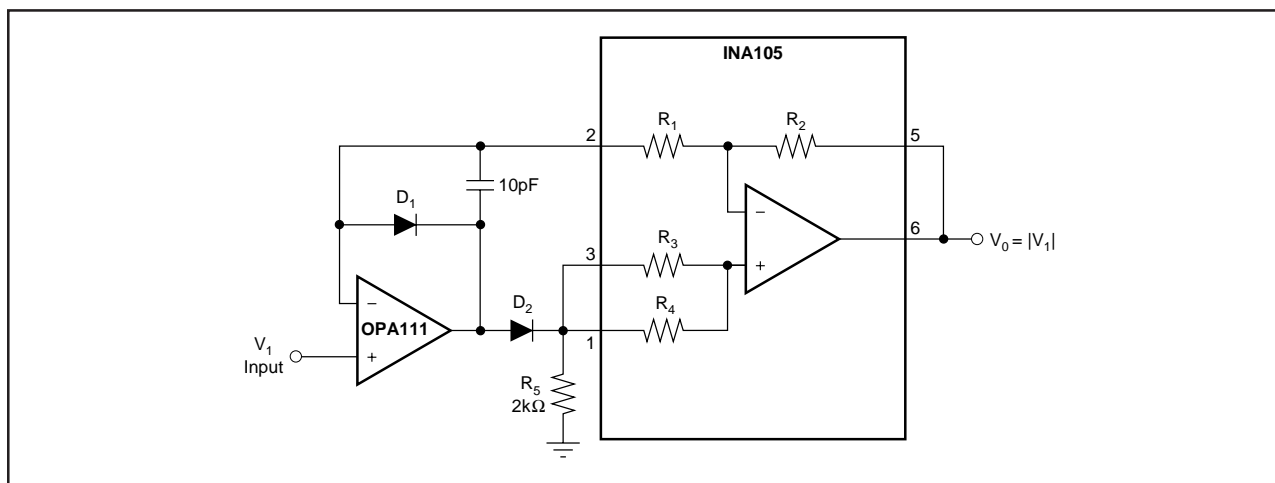 INA105
R1
R2
2
5
10pF
D1
6
V0 = |V1|
3
R3
R4
D2
OPA111
1
V1
Input
R5
2kΩ
−
+
−
+